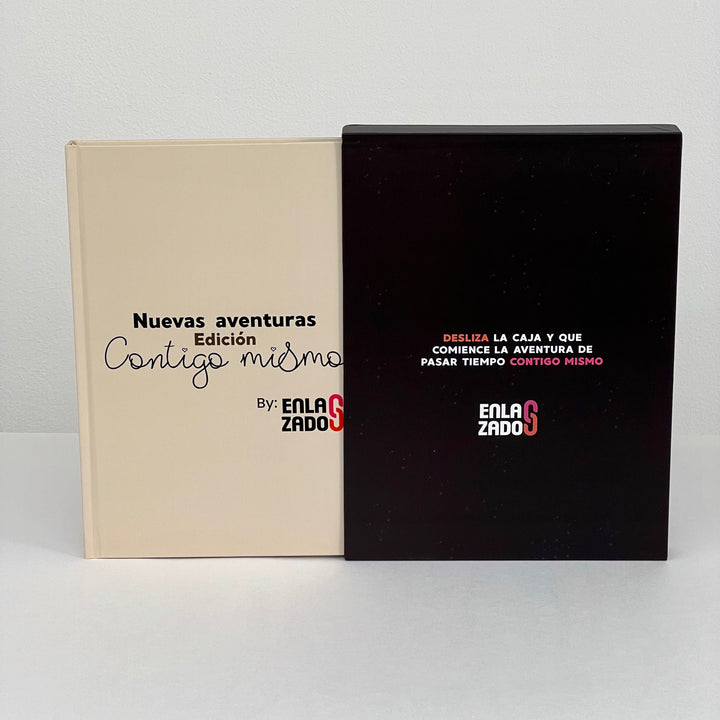 Nuevas aventuras
Edición
Contigo mismo
By: ENLA
ZADOS
DESLIZA LA CAJA Y QUE
COMIENCE LA AVENTURA DE
PASAR TIEMPO CONTIGO MISMO
ENLA
ZADOS